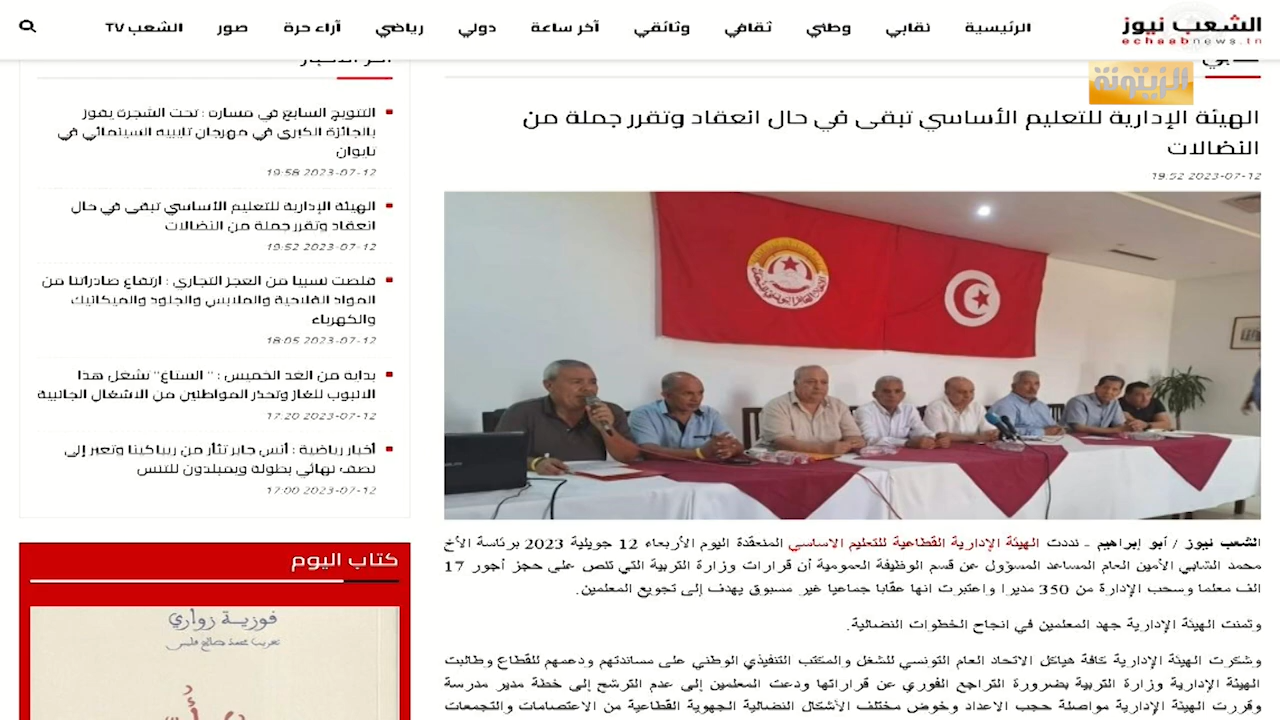 الشعب نيوز
echaabnews.tn
الرئيسية
نقابي
وطني
ثقافي
وثائقي
آخر ساعة
دولي
رياضي
آراء حرة
صور
الشعب TV
الزيتونة
الهيئة الإدارية للتعليم الأساسي تبقى في حال انعقاد وتقرر جملة من
النضالات
19:52 2023-07-12
الشعب نيوز / أبو إبراهيم ـ نددت الهيئة الإدارية القطاعية للتعليم الاساسي المنعقدة اليوم الأربعاء 12 جويلية 2023 برئاسة الأخ
محمد الشابي الأمين العام المساعد المسؤول عن قسم الوظيفة العمومية أن قرارات وزارة التربية التي تنص على حجز أجور 17
الف معلما وسحب الإدارة من 350 مديرا واعتبرت انها عقابا جماعيا غير مسبوق يهدف إلى تجويع المعلمين.
وثمنت الهيئة الإدارية جهد المعلمين في انجاح الخطوات النضالية.
وشكرت الهيئة الإدارية كافة هياكل الاتحاد العام التونسي للشغل والمكتب التنفيذي الوطني على مساندتهم ودعمهم للقطاع وطالبت
الهيئة الإدارية وزارة التربية بضرورة التراجع الفوري عن قراراتها ودعت المعلمين إلى عدم الترشح إلى خطة مدير مدرسة
وقررت الهيئة الإدارية مواصلة حجب الاعداد وخوض مختلف الأشكال النضالية الجهوية القطاعية من الاعتصامات والتجمعات
التتويج السابع في مساره : تحت الشجرة يفوز
بالجائزة الكبرى في مهرجان تايبيه السينمائي في
تايوان
19:58 2023-07-12
الهيئة الإدارية للتعليم الأساسي تبقى في حال
انعقاد وتقرر جملة من النضالات
19:52 2023-07-12
قلصت نسبيا من العجز التجاري : ارتفاع صادراتنا من
المواد الفلاحية والملابس والجلود والميكانيك
والكهرباء
18:05 2023-07-12
بداية من الغد الخميس : " الستاغ" تشغل هذا
الانبوب للغاز وتحذر المواطنين من الاشغال الجانبية
17:20 2023-07-12
أخبار رياضية : أنس جابر تثأر من ريباكينا وتعبر إلى
نصف نهائي بطولة ويمبلدون للتنس
17:00 2023-07-12
كتاب اليوم
فوزية زواري
تعريب محمد صالح فليس